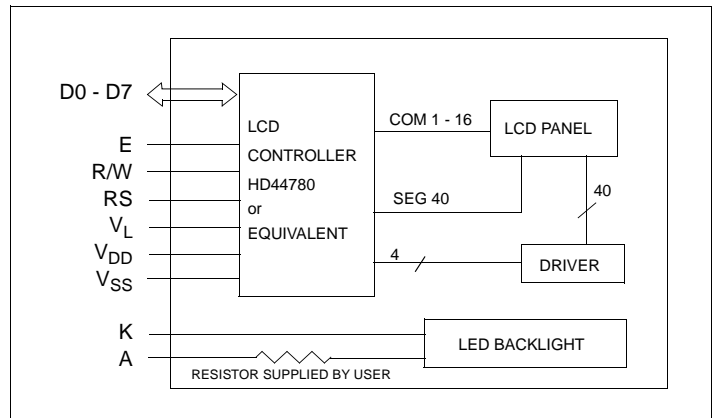 D0 - D7
E
R/W
RS
VL
VDD
VSS
K
A
LCD
CONTROLLER
HD44780
or
EQUIVALENT
COM 1 - 16
SEG 40
4
LCD PANEL
40
DRIVER
LED BACKLIGHT
RESISTOR SUPPLIED BY USER